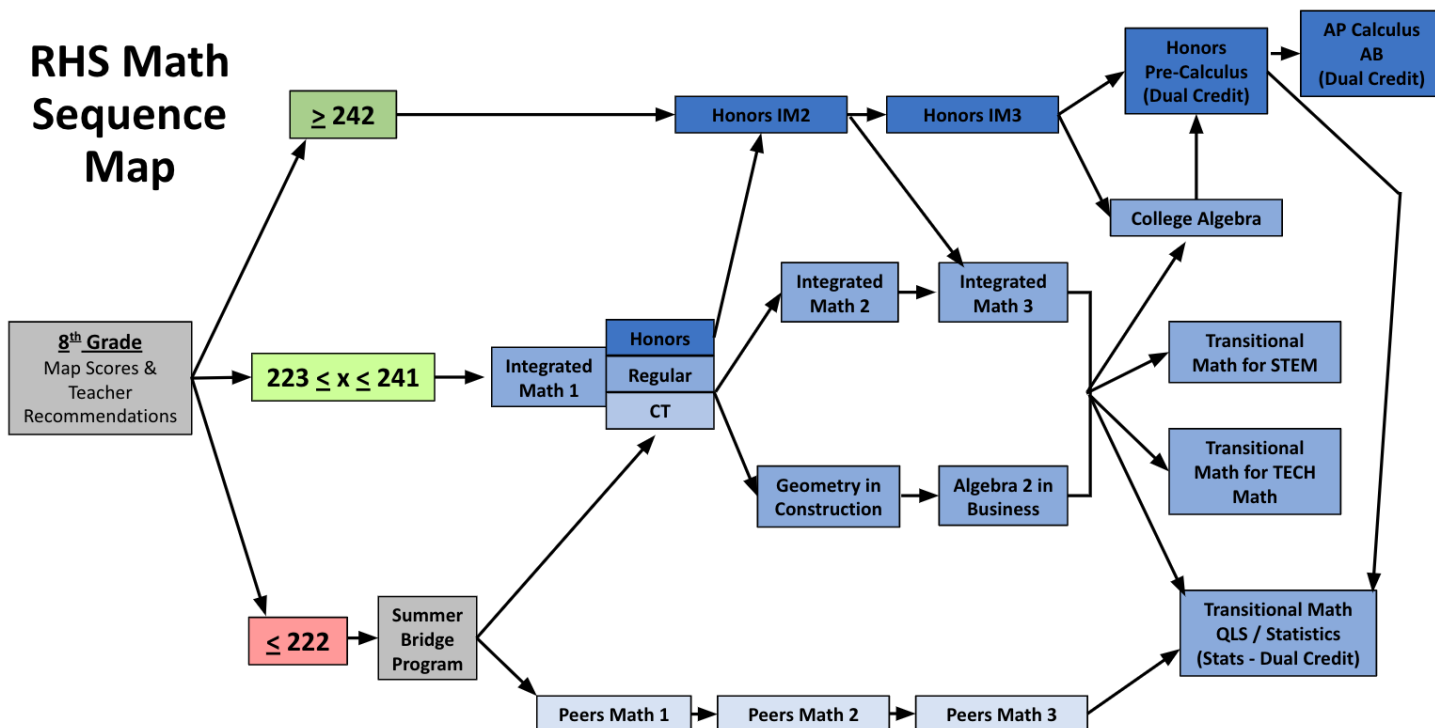 RHS Math
Sequence
Map
≥ 242
Honors IM2
Honors IM3
Honors
Pre-Calculus
(Dual Credit)
AP Calculus
AB
(Dual Credit)
College Algebra
8th Grade
Map Scores &
Teacher
Recommendations
223 ≤ x ≤ 241
Integrated
Math 1
Honors
Regular
CT
Integrated
Math 2
Integrated
Math 3
Transitional
Math for STEM
Geometry in
Construction
Algebra 2 in
Business
Transitional
Math for TECH
Math
≤ 222
Summer
Bridge
Program
Transitional Math
QLS / Statistics
(Stats - Dual Credit)
Peers Math 1
Peers Math 2
Peers Math 3